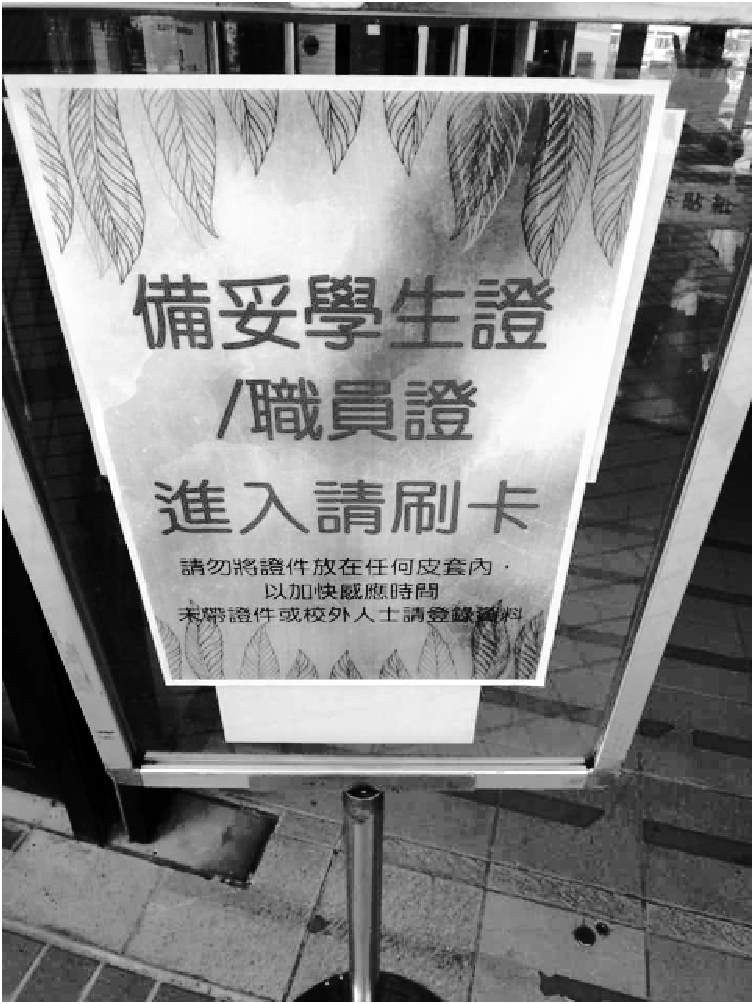 備妥學生證
/職員證
進入請刷卡
請勿將證件放在任何皮套內，
以加快感應時間
未帶證件或校外人士請登錄資料